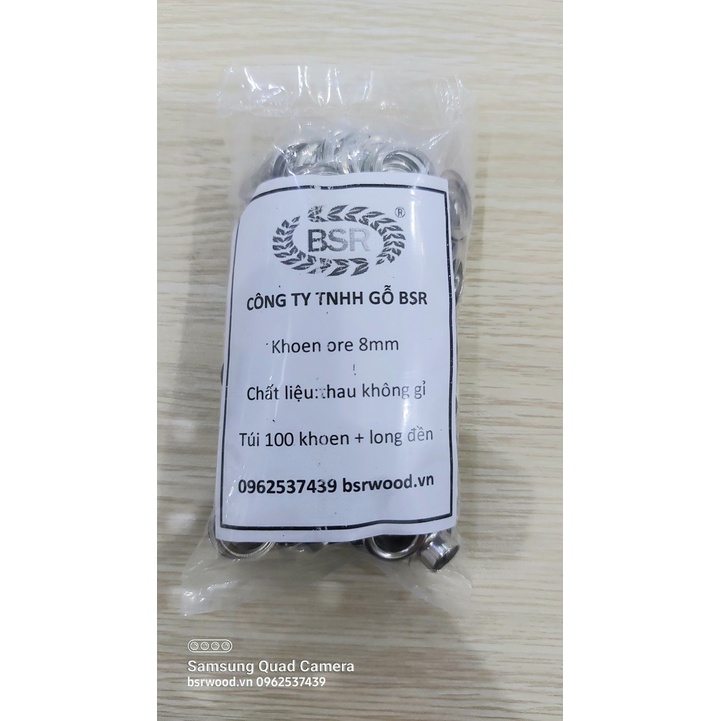 BSR ®
CÔNG TY TNHH GỖ BSR
Khoen ore 8mm
Chất liệu: thau không gỉ
Túi 100 khoen + long đền
0962537439 bsrwood.vn
Samsung Quad Camera
bsrwood.vn 0962537439